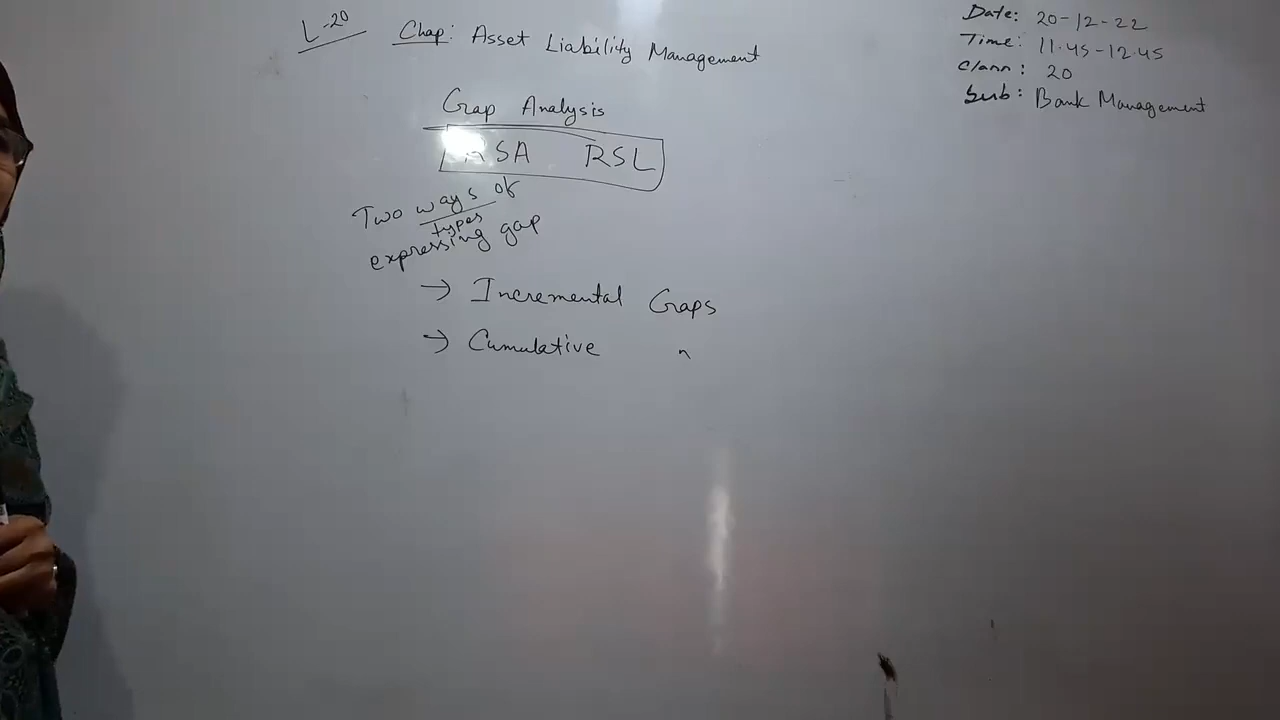 L-20
Chap: Asset Liability Management
Date: 20-12-22
Time: 11.45-12.45
Class: 20
Sub: Bank Management
Gap Analysis
RSA RSL
Two ways of
types
expressing gap
→ Incremental Gaps
→ Cumulative "